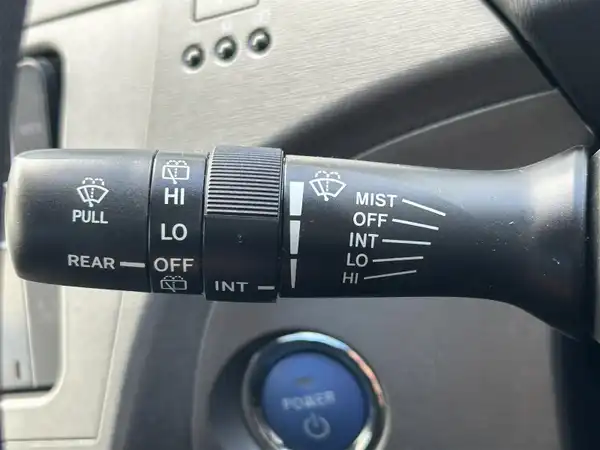 PULL
REAR
HI
LO
OFF
INT
MIST
OFF
INT
LO
HI
POWER